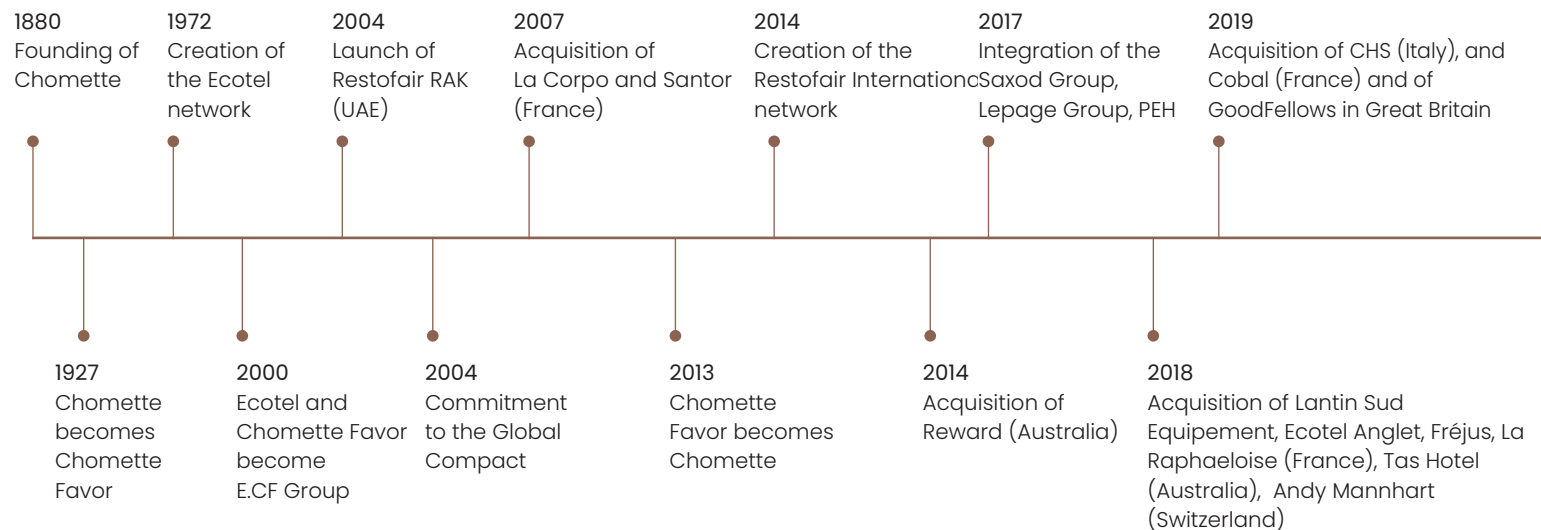 1880
Founding of
Chomette
1972
Creation of
the Ecotel
network
2004
Launch of
Restofair RAK
(UAE)
2007
Acquisition of
La Corpo and Santor
(France)
2014
Creation of the
Restofair Internationa
network
2017
Integration of the
Saxod Group,
Lepage Group, PEH
2019
Acquisition of CHS (Italy), and
Cobal (France) and of
GoodFellows in Great Britain
1927
Chomette
becomes
Chomette
Favor
2000
Ecotel and
Chomette Favor
become
E.CF Group
2004
Commitment
to the Global
Compact
2013
Chomette
Favor becomes
Chomette
2014
Acquisition of
Reward (Australia)
2018
Acquisition of Lantin Sud
Equipement, Ecotel Anglet, Fréjus, La
Raphaeloise (France), Tas Hotel
(Australia),  Andy Mannhart
(Switzerland)